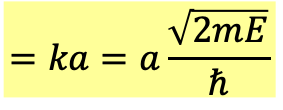 = ka = a √2mE / ħ